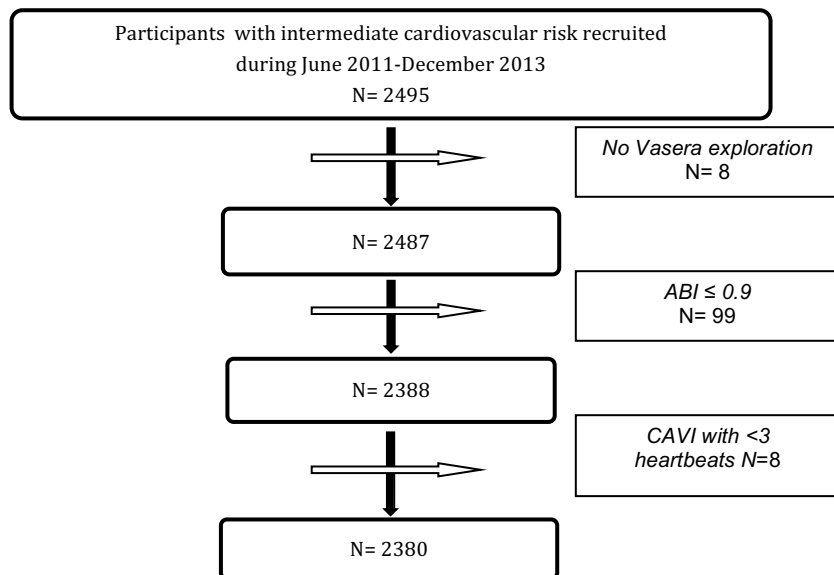 Participants with intermediate cardiovascular risk recruited
during June 2011-December 2013
N= 2495
No Vasera exploration
N= 8
N= 2487
ABI ≤ 0.9
N= 99
N= 2388
CAVI with <3
heartbeats N=8
N= 2380